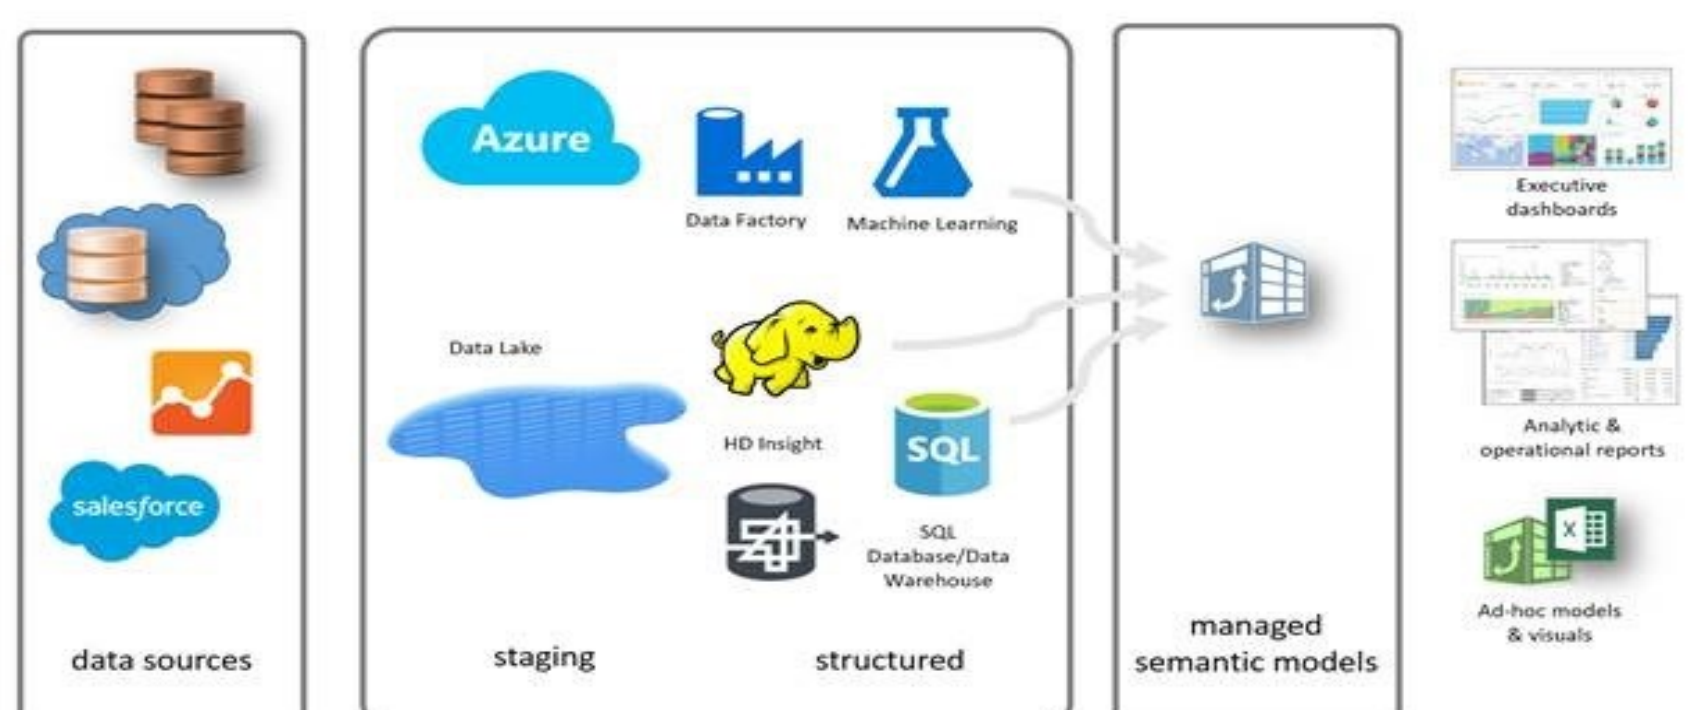 salesforce
data sources
Azure
Data Factory
Machine Learning
Data Lake
HD Insight
SQL
SQL
Database/Data
Warehouse
staging
structured
managed
semantic models
Executive
dashboards
Analytic &
operational reports
X
Ad-hoc models
& visuals